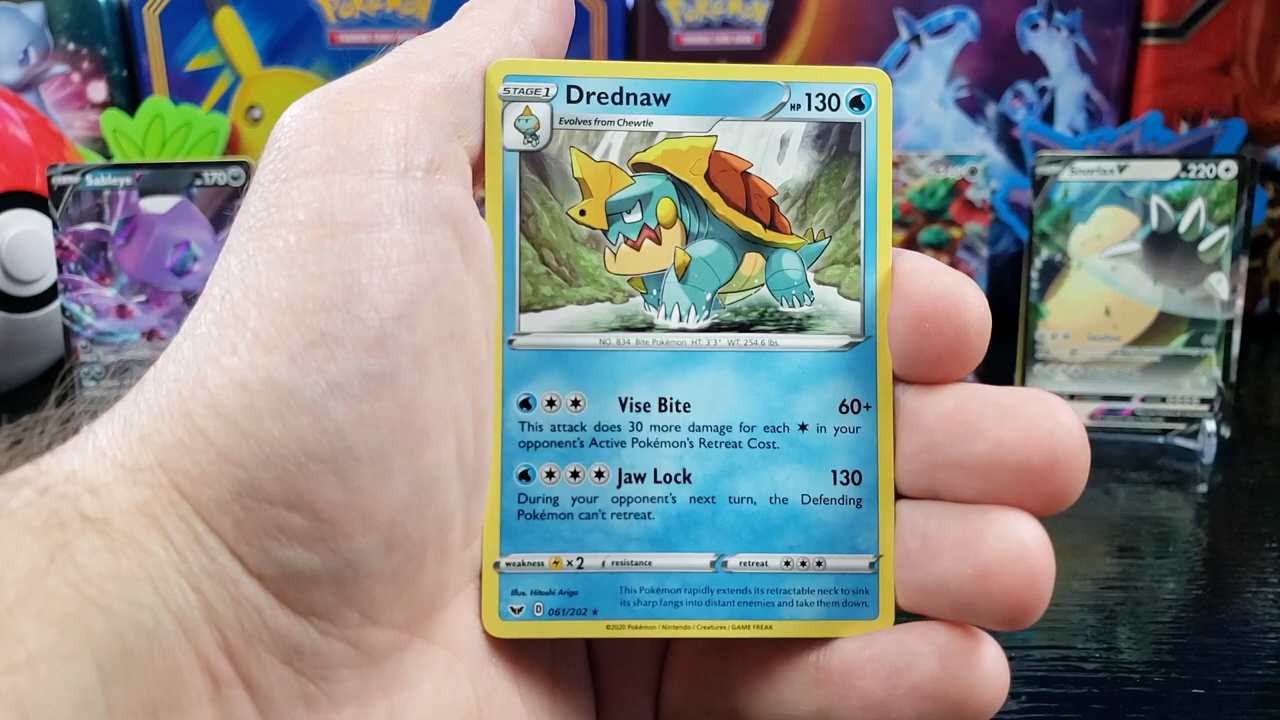 Pokémon
Pokémon
Sableye
170
Snorlax V
220
STAGE 1
Drednaw
HP 130
Evolves from Chewtle
NO. 834 Bite Pokémon HT: 3'3" WT: 254.6 lbs.
Vise Bite 60+
This attack does 30 more damage for each ✶ in your
opponent's Active Pokémon's Retreat Cost.
Jaw Lock 130
During your opponent's next turn, the Defending
Pokémon can't retreat.
weakness ×2 resistance retreat
Illus. Hitoshi Ariga
This Pokémon rapidly extends its retractable neck to sink
its sharp fangs into distant enemies and take them down.
D 061/202 ★
©2020 Pokémon / Nintendo / Creatures / GAME FREAK